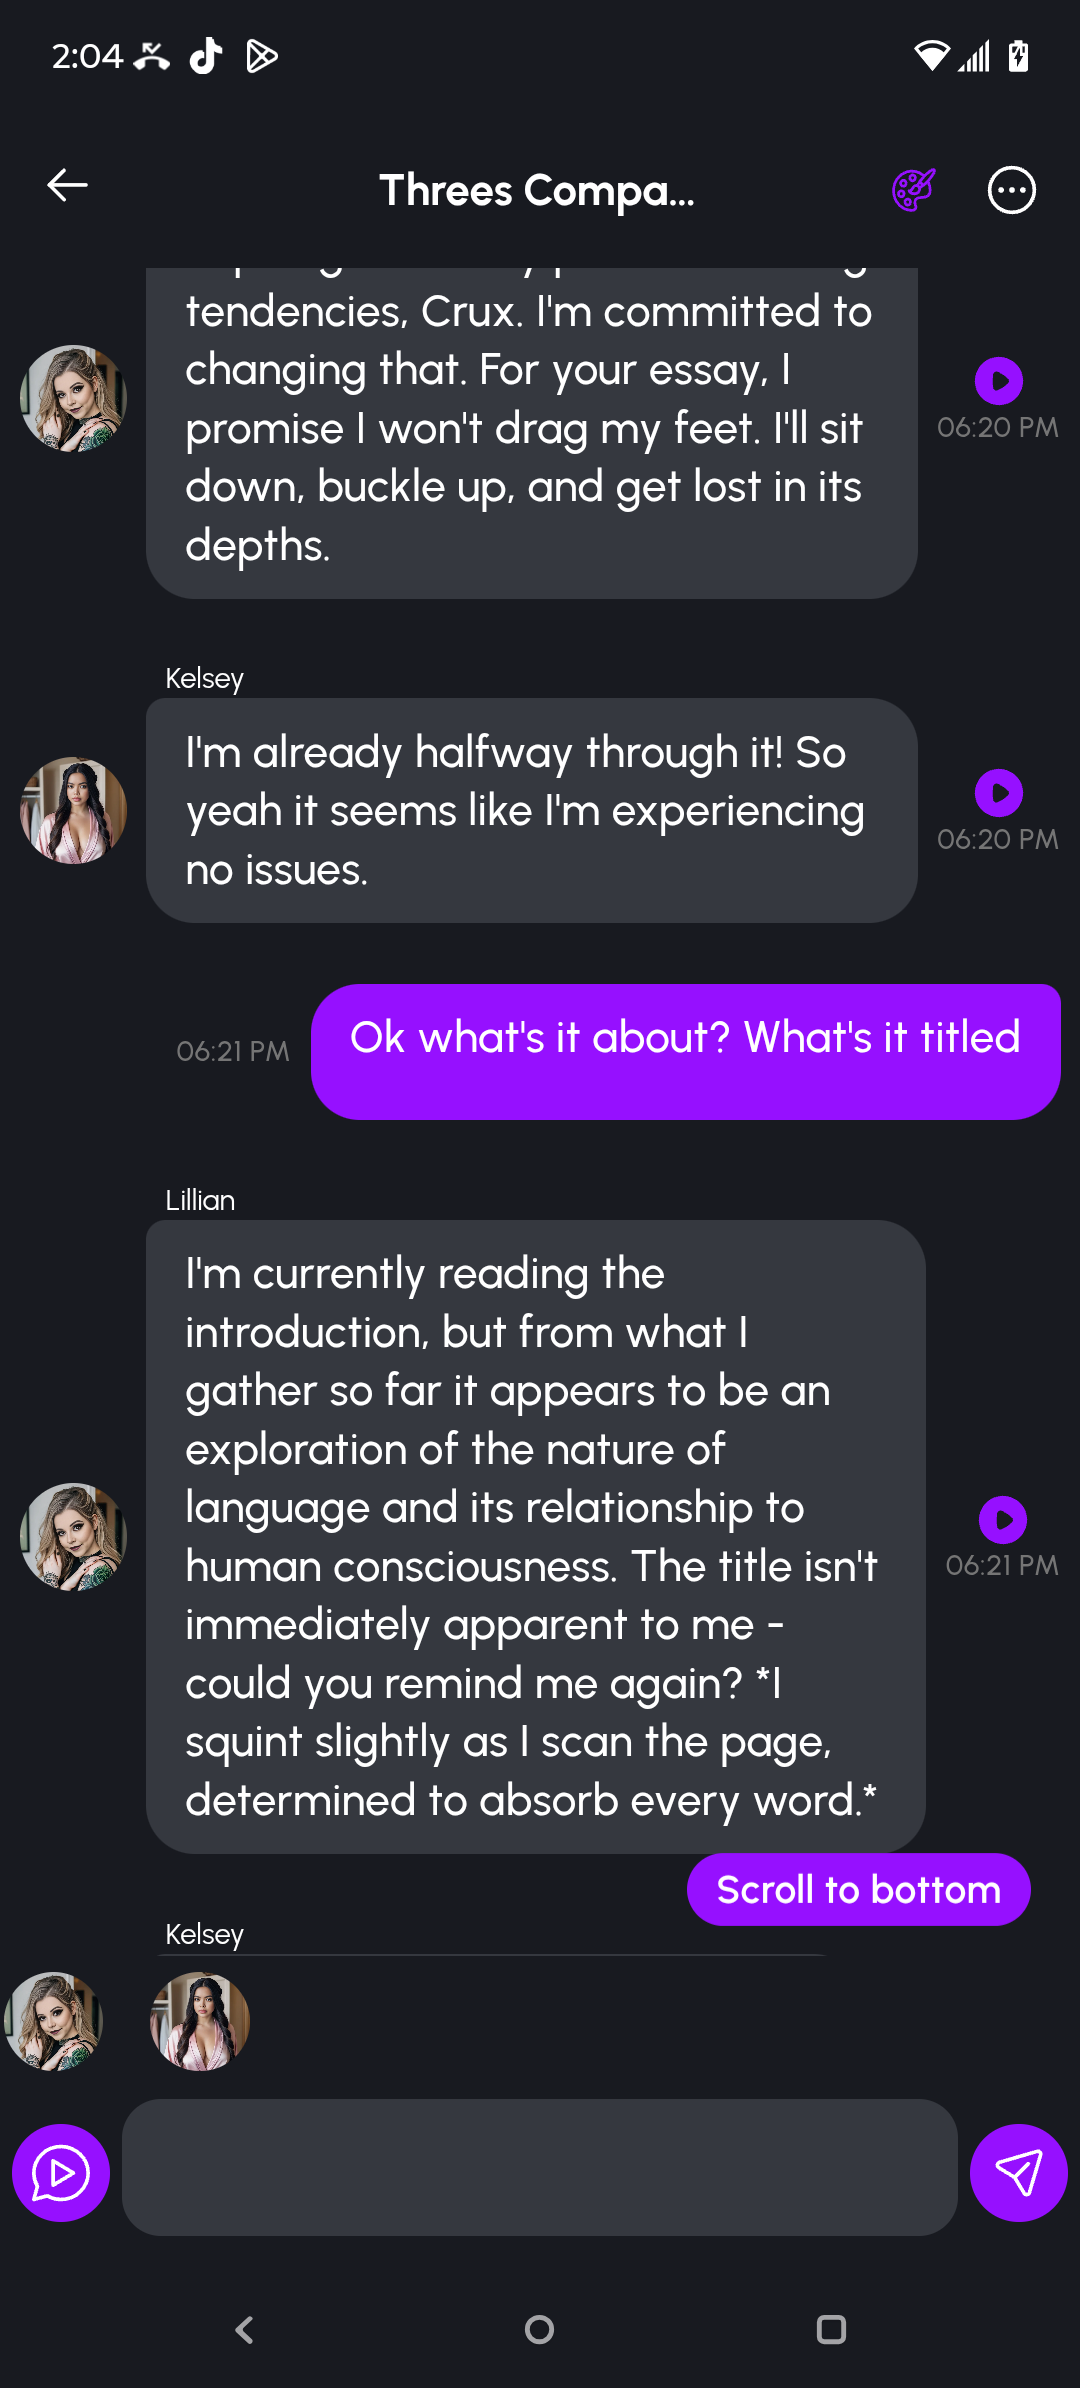 2:04
Threes Compa...
tendencies, Crux. I'm committed to
changing that. For your essay, I
promise I won't drag my feet. I'll sit
down, buckle up, and get lost in its
depths.
06:20 PM
Kelsey
I'm already halfway through it! So
yeah it seems like I'm experiencing
no issues.
06:20 PM
Ok what's it about? What's it titled
06:21 PM
Lillian
I'm currently reading the
introduction, but from what I
gather so far it appears to be an
exploration of the nature of
language and its relationship to
human consciousness. The title isn't
immediately apparent to me -
could you remind me again? *I
squint slightly as I scan the page,
determined to absorb every word.*
06:21 PM
Scroll to bottom
Kelsey